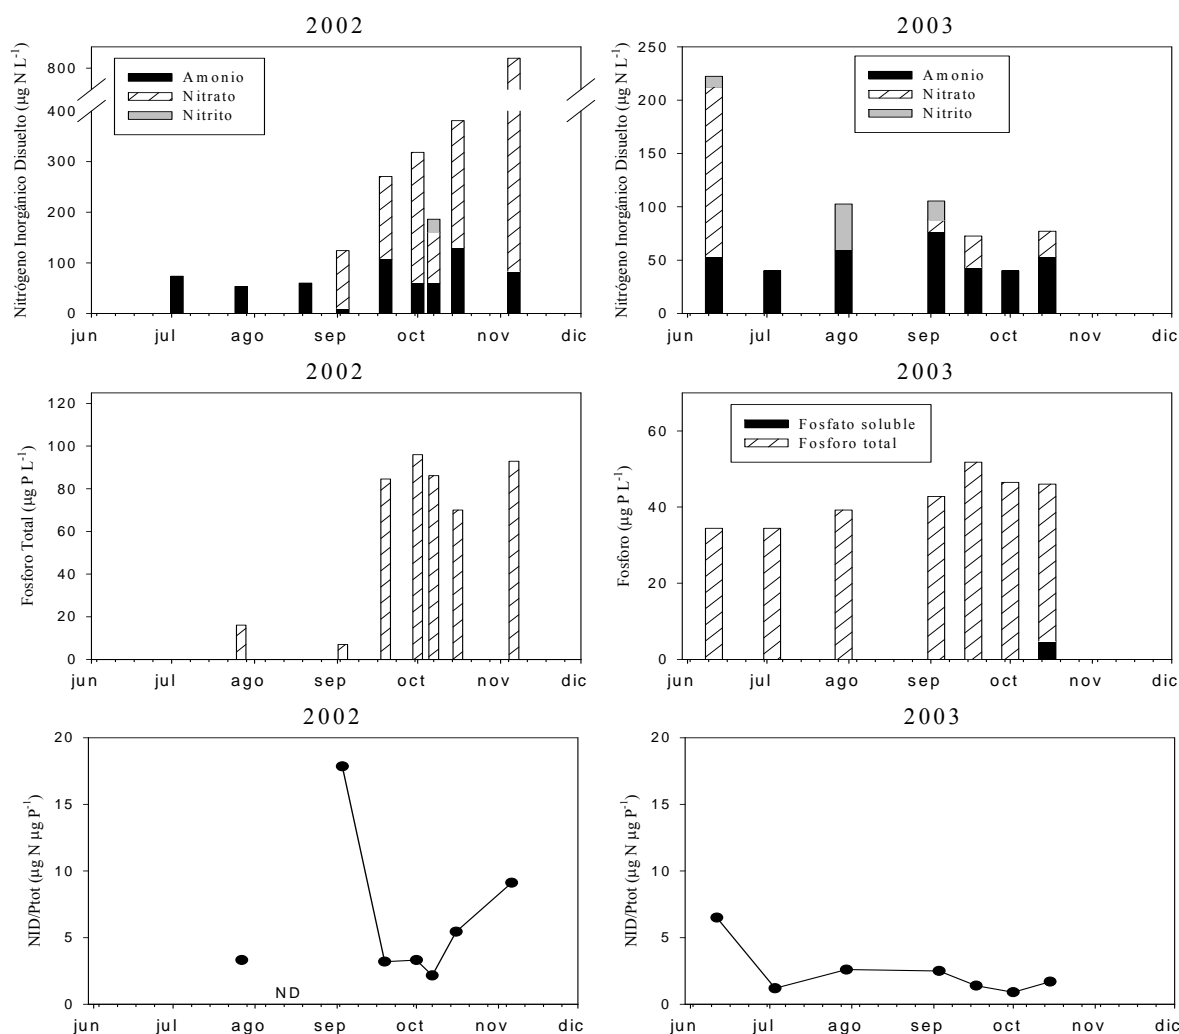 2002
Nitrógeno Inorgánico Disuelto (µg N L-1)
800
400
300
200
100
0
Amonio
Nitrato
Nitrito
jun jul ago sep oct nov dic
2003
Nitrógeno Inorgánico Disuelto (µg N L-1)
250
200
150
100
50
0
Amonio
Nitrato
Nitrito
jun jul ago sep oct nov dic
2002
Fosforo Total (µg P L-1)
120
100
80
60
40
20
0
jun jul ago sep oct nov dic
2003
Fosforo (µg P L-1)
60
40
20
0
Fosfato soluble
Fosforo total
jun jul ago sep oct nov dic
2002
NID/Ptot (µg N µg P-1)
20
15
10
5
0
ND
jun jul ago sep oct nov dic
2003
NID/Ptot (µg N µg P-1)
20
15
10
5
0
jun jul ago sep oct nov dic